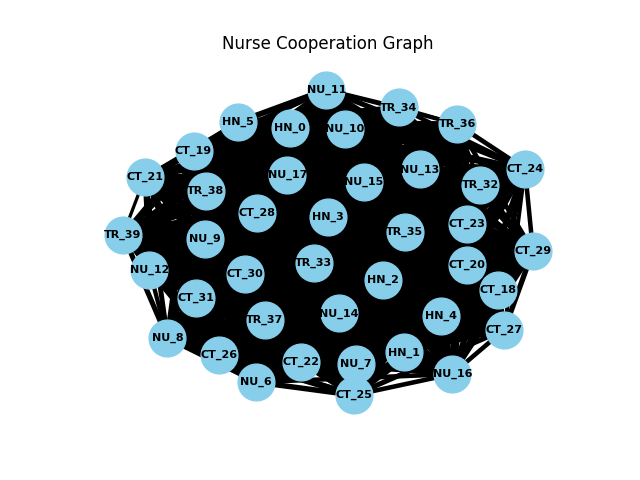 Nurse Cooperation Graph
NU_11
TR_34
HN_5
TR_36
HN_0
NU_10
CT_19
NU_13
CT_24
CT_21
NU_17
NU_15
TR_32
TR_38
CT_28
HN_3
CT_23
TR_35
TR_39
NU_9
CT_29
TR_33
CT_20
NU_12
CT_30
HN_2
CT_18
CT_31
NU_14
HN_4
TR_37
CT_27
NU_8
HN_1
CT_26
CT_22
NU_7
NU_16
NU_6
CT_25